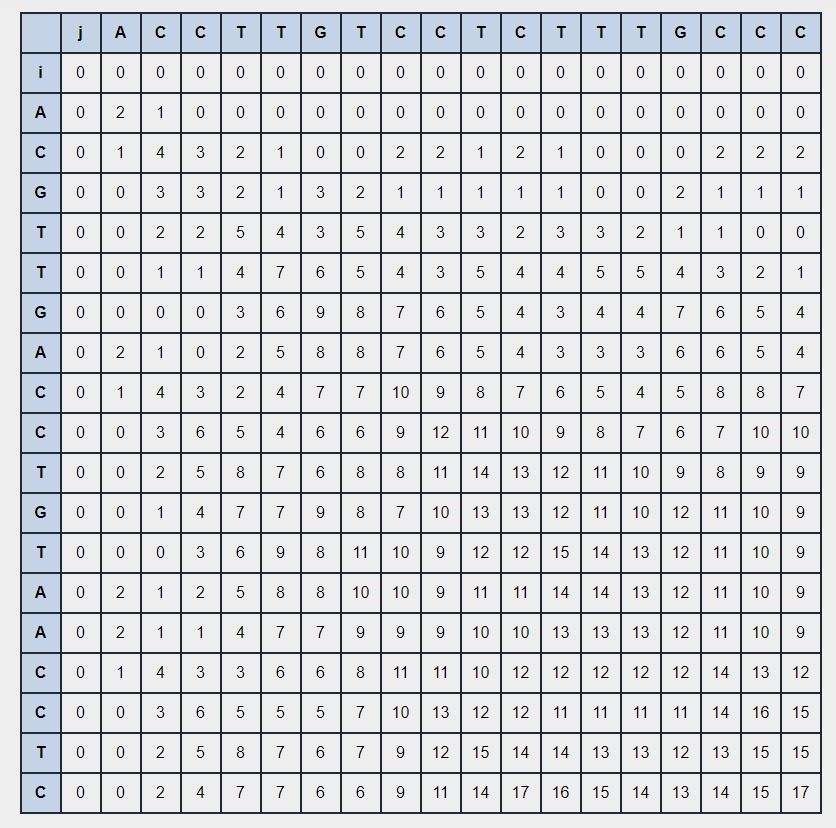 j A C C T T G T C C T C T T T G C C C
i 0 0 0 0 0 0 0 0 0 0 0 0 0 0 0 0 0 0 0
A 0 2 1 0 0 0 0 0 0 0 0 0 0 0 0 0 0 0 0
C 0 1 4 3 2 1 0 0 2 2 1 2 1 0 0 0 2 2 2
G 0 0 3 3 2 1 3 2 1 1 1 1 1 0 0 2 1 1 1
T 0 0 2 2 5 4 3 5 4 3 3 2 3 3 2 1 1 0 0
T 0 0 1 1 4 7 6 5 4 3 5 4 4 5 5 4 3 2 1
G 0 0 0 0 3 6 9 8 7 6 5 4 3 4 4 7 6 5 4
A 0 2 1 0 2 5 8 8 7 6 5 4 3 3 3 6 6 5 4
C 0 1 4 3 2 4 7 7 10 9 8 7 6 5 4 5 8 8 7
C 0 0 3 6 5 4 6 6 9 12 11 10 9 8 7 6 7 10 10
T 0 0 2 5 8 7 6 8 8 11 14 13 12 11 10 9 8 9 9
G 0 0 1 4 7 7 9 8 7 10 13 13 12 11 10 12 11 10 9
T 0 0 0 3 6 9 8 11 10 9 12 12 15 14 13 12 11 10 9
A 0 2 1 2 5 8 8 10 10 9 11 11 14 14 13 12 11 10 9
A 0 2 1 1 4 7 7 9 9 9 10 10 13 13 13 12 11 10 9
C 0 1 4 3 3 6 6 8 11 11 10 12 12 12 12 12 14 13 12
C 0 0 3 6 5 5 5 7 10 13 12 12 11 11 11 11 14 16 15
T 0 0 2 5 8 7 6 7 9 12 15 14 14 13 13 12 13 15 15
C 0 0 2 4 7 7 6 6 9 11 14 17 16 15 14 13 14 15 17